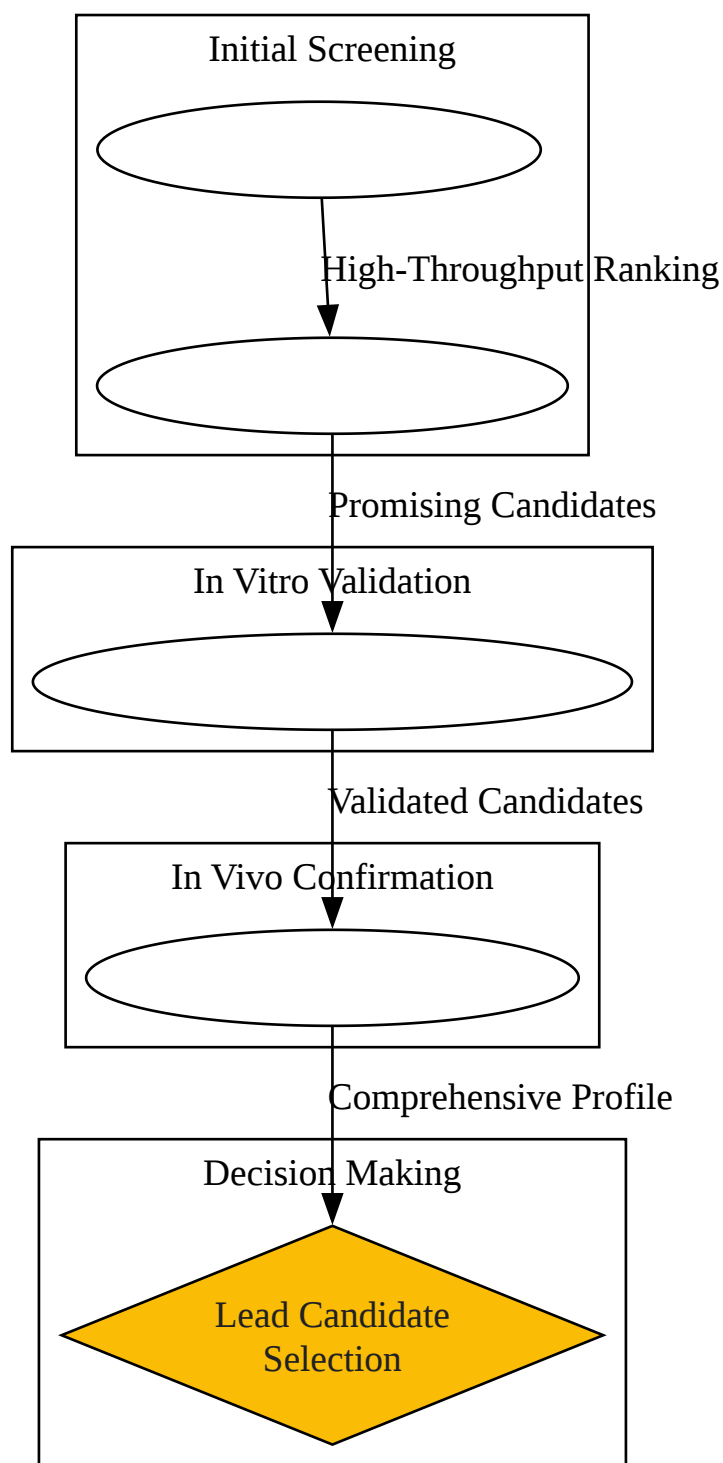 Initial Screening
High-Throughput Ranking
Promising Candidates
In Vitro Validation
Validated Candidates
In Vivo Confirmation
Comprehensive Profile
Decision Making
Lead Candidate
Selection